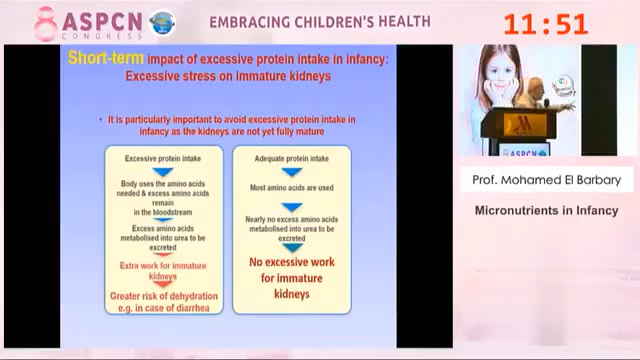 8 ASPCN
CONGRESS
EMBRACING CHILDREN'S HEALTH
11:51
Short-term impact of excessive protein intake in infancy:
Excessive stress on immature kidneys
• It is particularly important to avoid excessive protein intake in
infancy as the kidneys are not yet fully mature
Excessive protein intake
Body uses the amino acids
needed & excess amino acids
remain
in the bloodstream
Excess amino acids
metabolised into urea to be
excreted
Extra work for immature
kidneys
Greater risk of dehydration
e.g. in case of diarrhea
Adequate protein intake
Most amino acids are used
Nearly no excess amino acids
metabolised into urea to be
excreted
No excessive work
for immature
kidneys
ASPCN
Prof. Mohamed El Barbary
Micronutrients in Infancy